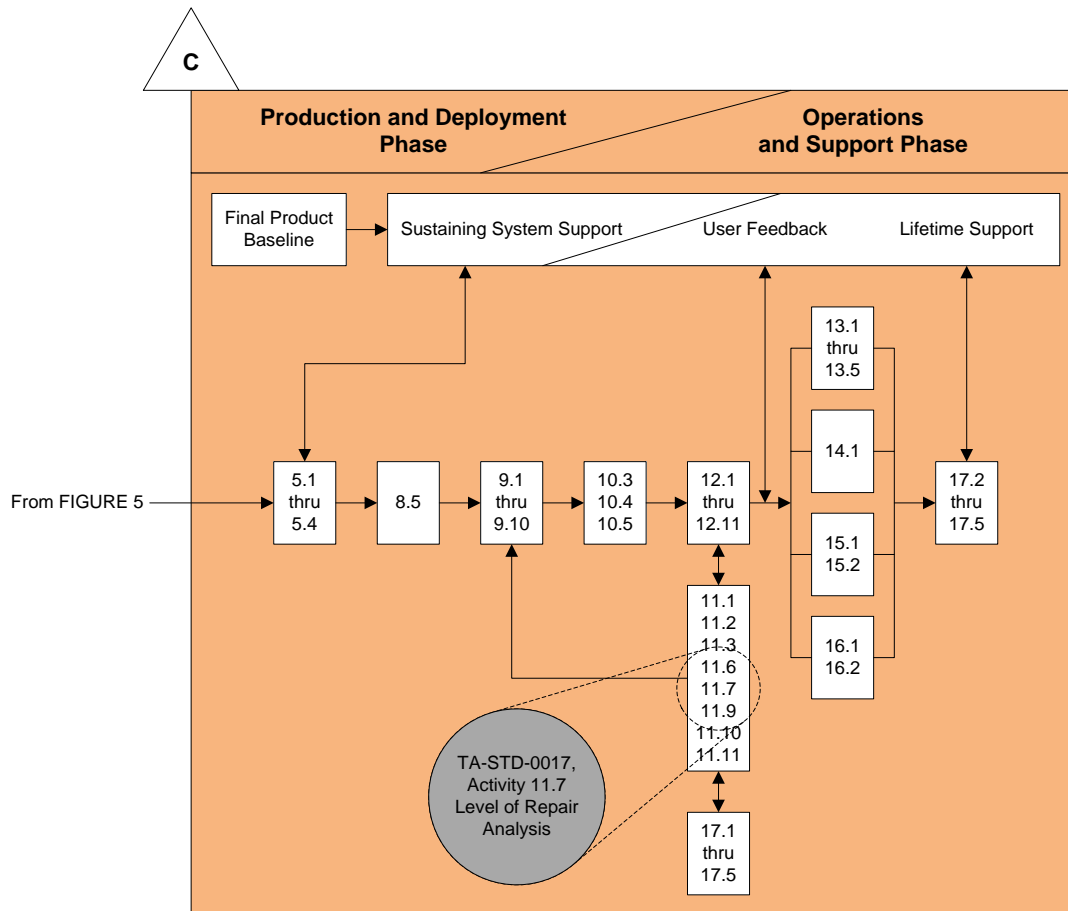 C
Production and Deployment
Phase
Operations
and Support Phase
Final Product
Baseline
Sustaining System Support
User Feedback
Lifetime Support
From FIGURE 5
5.1
thru
5.4
8.5
9.1
thru
9.10
10.3
10.4
10.5
12.1
thru
12.11
13.1
thru
13.5
14.1
15.1
15.2
16.1
16.2
17.2
thru
17.5
11.1
11.2
11.3
11.6
11.7
11.9
11.10
11.11
TA-STD-0017,
Activity 11.7
Level of Repair
Analysis
17.1
thru
17.5